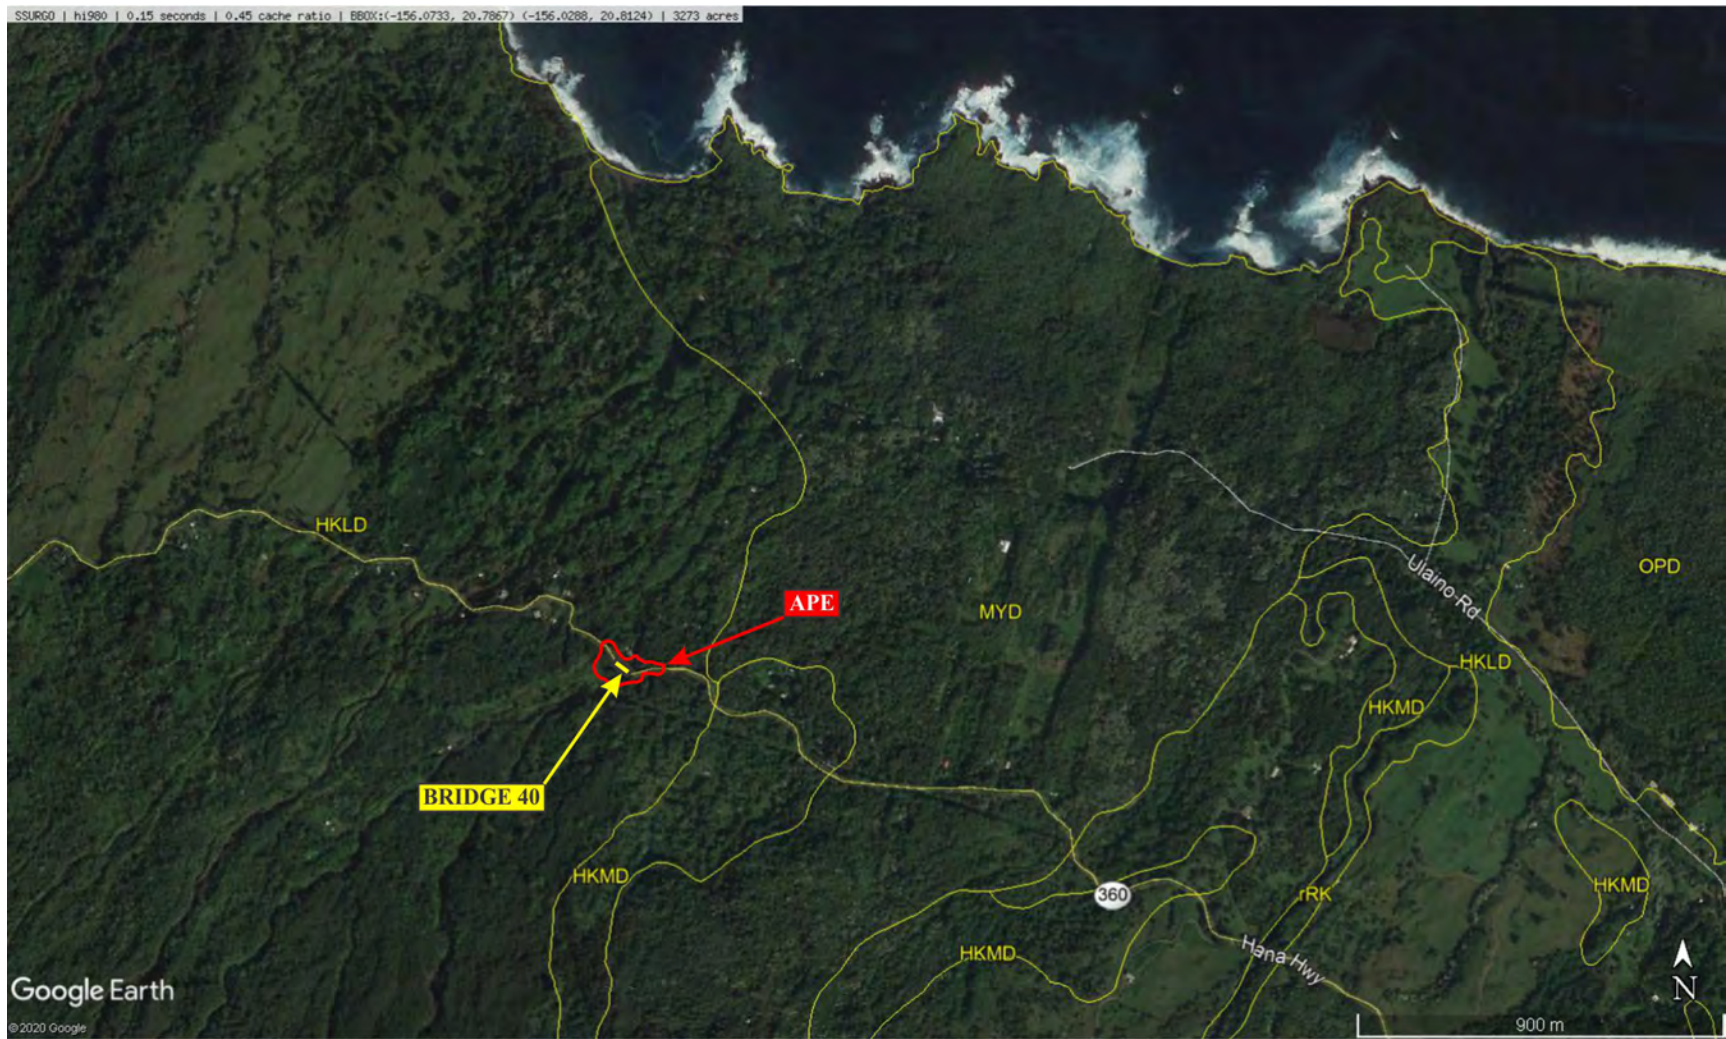 SSURGO | hi980 | 0.15 seconds | 0.45 cache ratio | BBOX:(-156.0733, 20.7867) (-156.0288, 20.8124) | 3273 acres
HKLD
OPD
Ulaino Rd
APE
MYD
HKLD
HKMD
BRIDGE 40
HKMD
360
rRK
HKMD
HKMD
Hana Hwy
N
Google Earth
©2020 Google
900 m